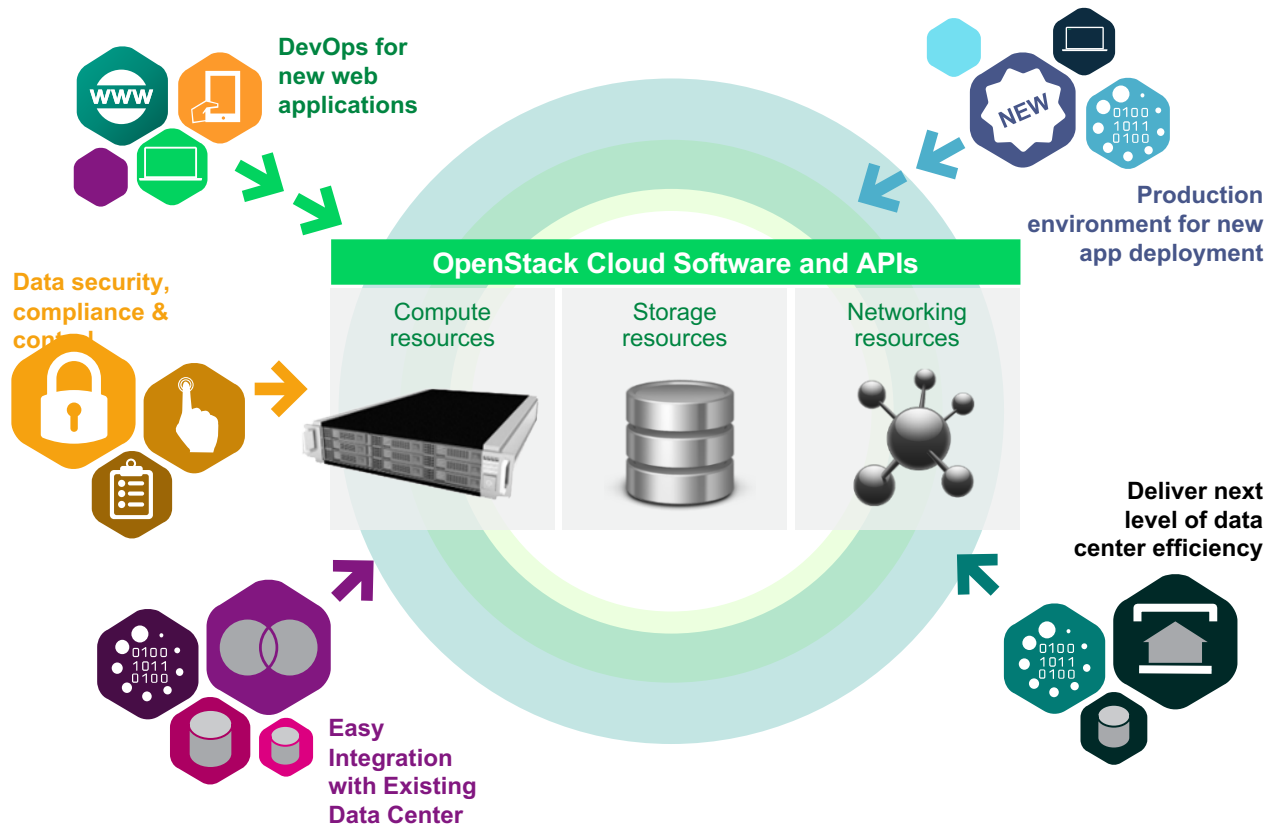 DevOps for
new web
applications
WWW
NEW
0100
1011
0100
Production
environment for new
app deployment
OpenStack Cloud Software and APIs
Data security,
compliance &
control
Compute
resources
Storage
resources
Networking
resources
Deliver next
level of data
center efficiency
0100
1011
0100
0100
1011
0100
Easy
Integration
with Existing
Data Center